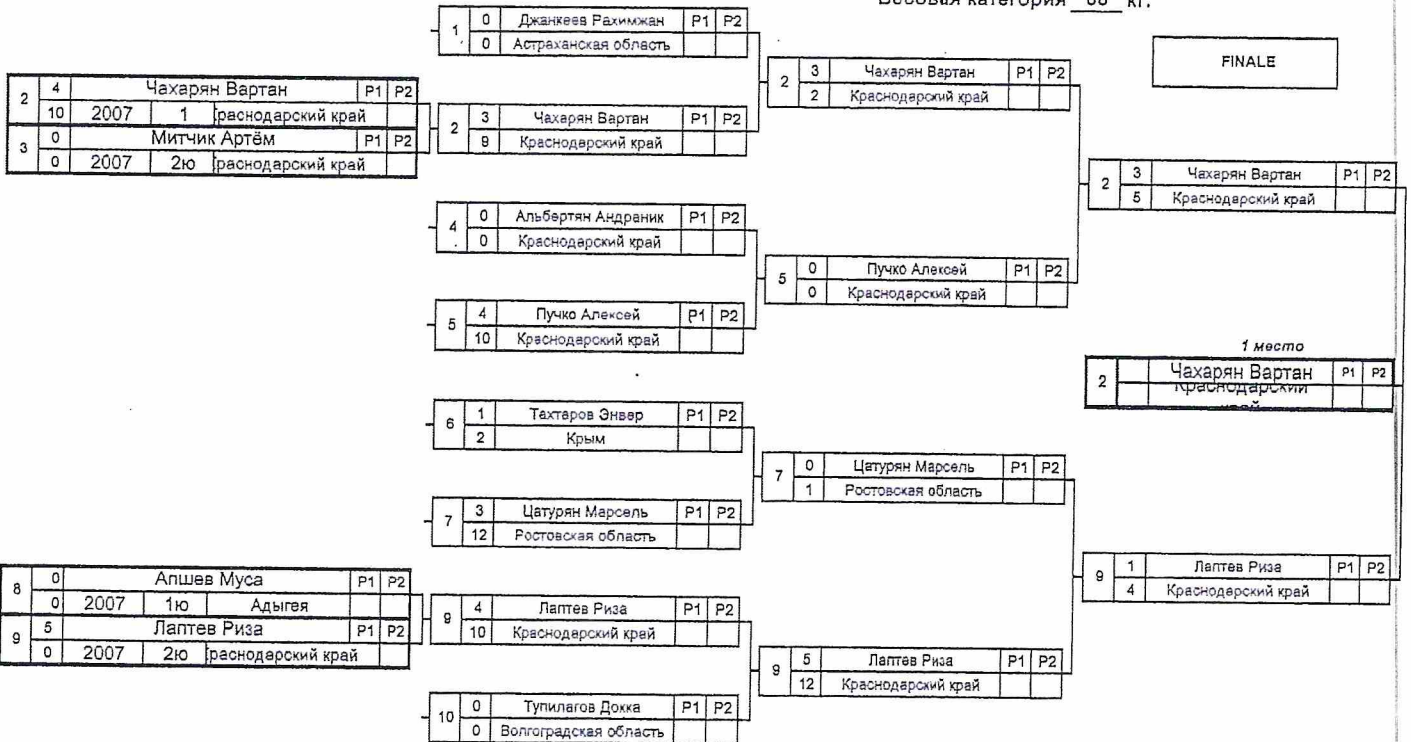 Весовая категория кг.
FINALE
1 0 Джанкеев Рахимжан P1 P2
0 Астраханская область
2 4 Чахарян Вартан P1 P2
10 2007 1 раснодарский край
3 0 Митчик Артём P1 P2
0 2007 2ю раснодарский край
2 3 Чахарян Вартан P1 P2
9 Краснодарский край
2 3 Чахарян Вартан P1 P2
2 Краснодарский край
4 0 Альбертян Андраник P1 P2
0 Краснодарский край
5 4 Пучко Алексей P1 P2
10 Краснодарский край
5 0 Пучко Алексей P1 P2
0 Краснодарский край
2 3 Чахарян Вартан P1 P2
5 Краснодарский край
1 место
2 Чахарян Вартан P1 P2
Краснодарский
6 1 Тахтаров Энвер P1 P2
2 Крым
7 3 Цатурян Марсель P1 P2
12 Ростовская область
7 0 Цатурян Марсель P1 P2
1 Ростовская область
8 0 Апшев Муса P1 P2
0 2007 1ю Адыгея
9 5 Лаптев Риза P1 P2
0 2007 2ю раснодарский край
9 4 Лаптев Риза P1 P2
10 Краснодарский край
10 0 Тупилагов Докка P1 P2
0 Волгоградская область
9 5 Лаптев Риза P1 P2
12 Краснодарский край
9 1 Лаптев Риза P1 P2
4 Краснодарский край